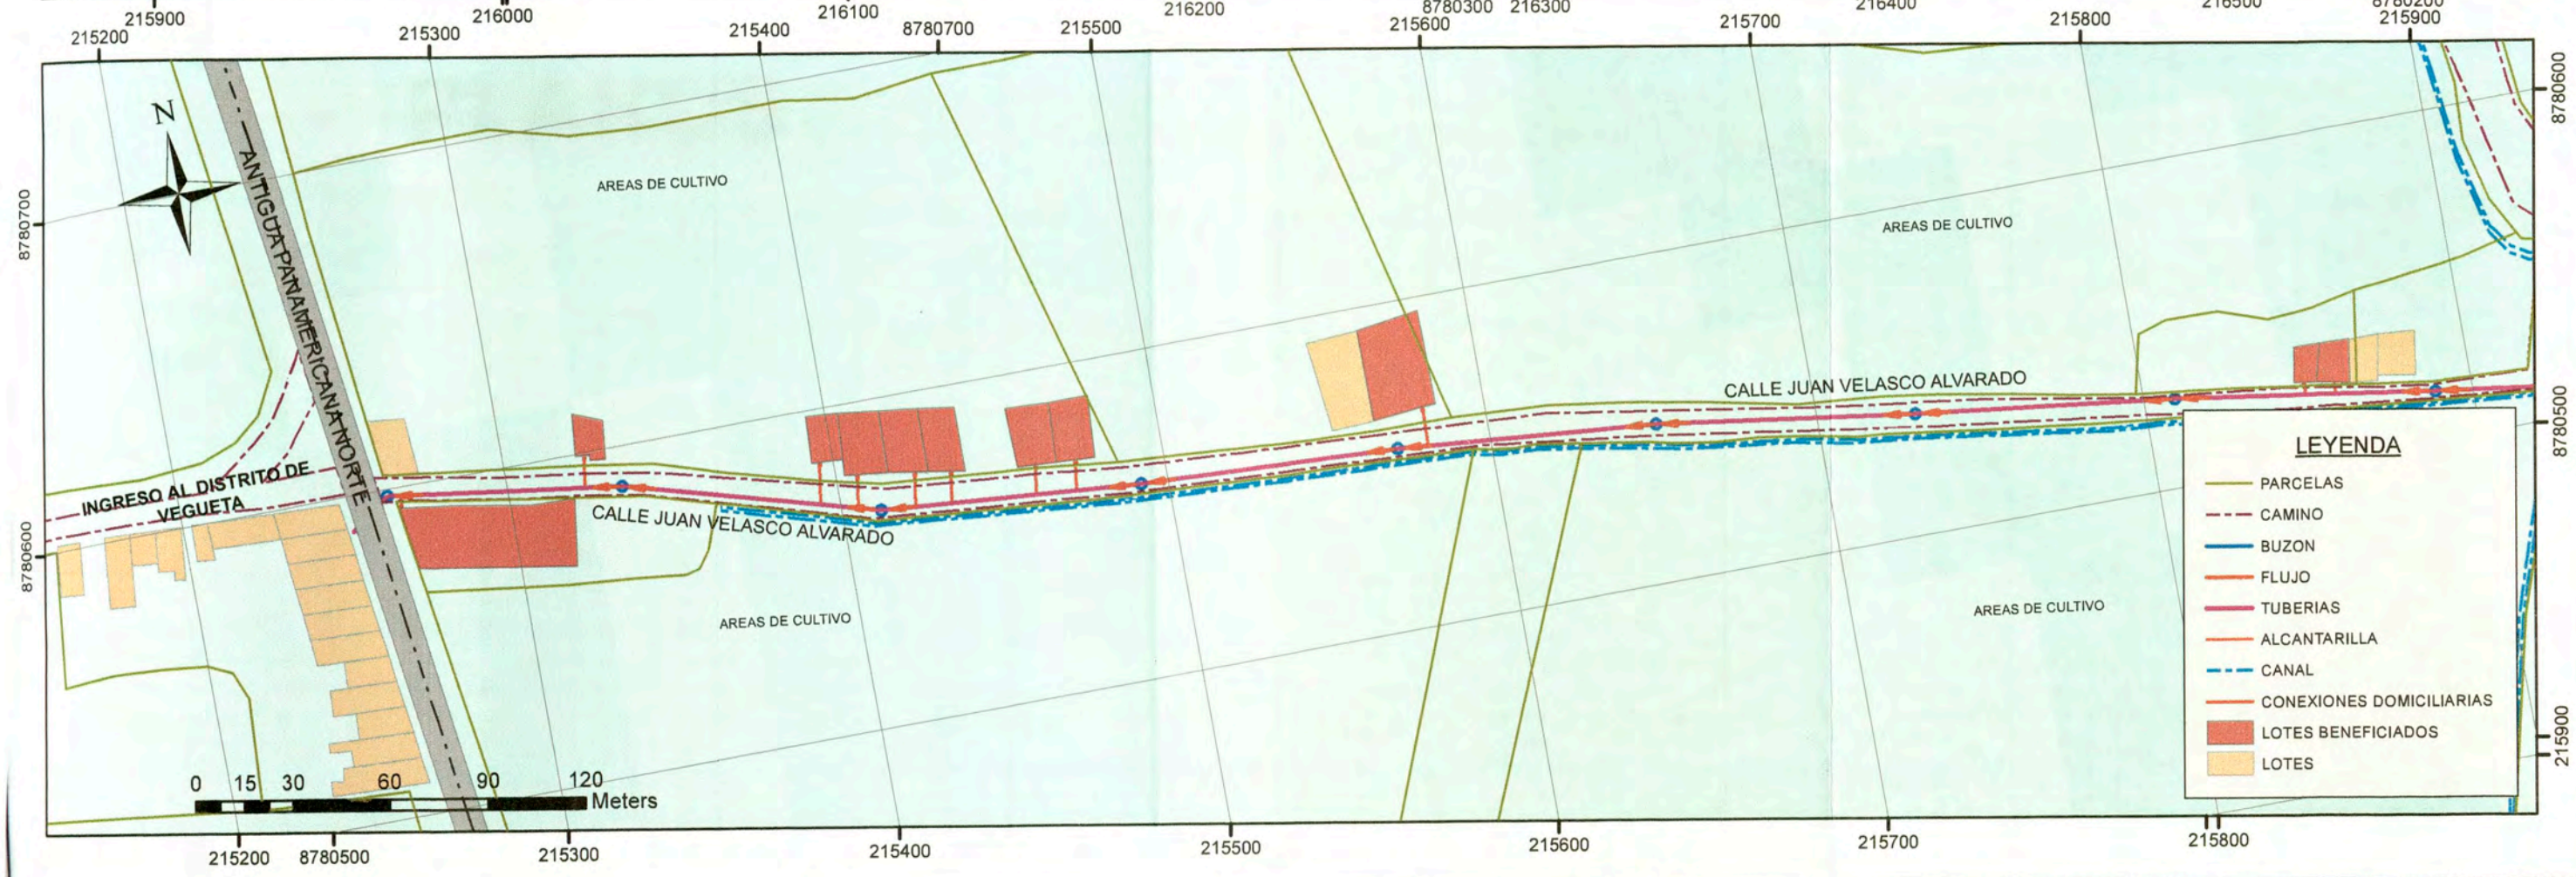 215900 216000 216100 216200 8780300 216300 216400 216500 8780200
215200 215300 215400 8780700 215500 215600 215700 215800 215900
8780600
N
ANTIGUA PANAMERICANA NORTE
AREAS DE CULTIVO
8780700
AREAS DE CULTIVO
CALLE JUAN VELASCO ALVARADO
8780500
INGRESO AL DISTRITO DE
VEGUETA
CALLE JUAN VELASCO ALVARADO
8780600
AREAS DE CULTIVO
AREAS DE CULTIVO
LEYENDA
PARCELAS
CAMINO
BUZON
FLUJO
TUBERIAS
ALCANTARILLA
CANAL
CONEXIONES DOMICILIARIAS
LOTES BENEFICIADOS
LOTES
215900
0 15 30 60 90 120
Meters
215200 8780500 215300 215400 215500 215600 215700 215800